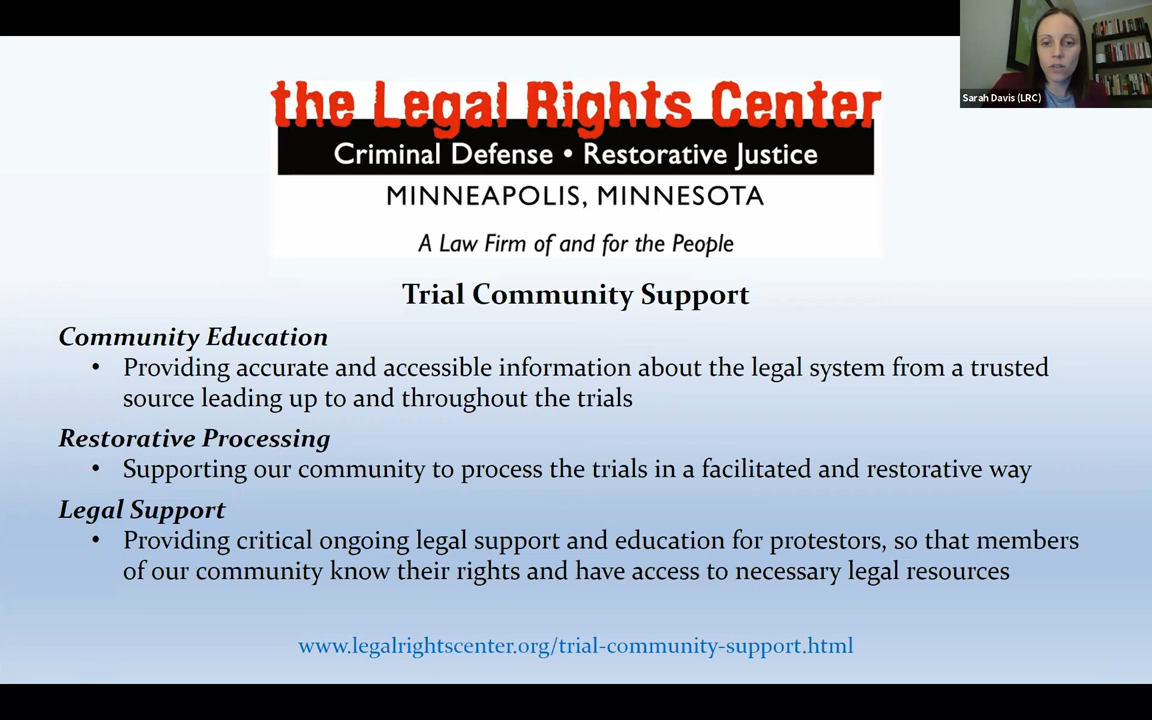 the Legal Rights Center
Criminal Defense • Restorative Justice
MINNEAPOLIS, MINNESOTA
A Law Firm of and for the People
Sarah Davis (LRC)
Trial Community Support
Community Education
• Providing accurate and accessible information about the legal system from a trusted
source leading up to and throughout the trials
Restorative Processing
• Supporting our community to process the trials in a facilitated and restorative way
Legal Support
• Providing critical ongoing legal support and education for protestors, so that members
of our community know their rights and have access to necessary legal resources
www.legalrightscenter.org/trial-community-support.html